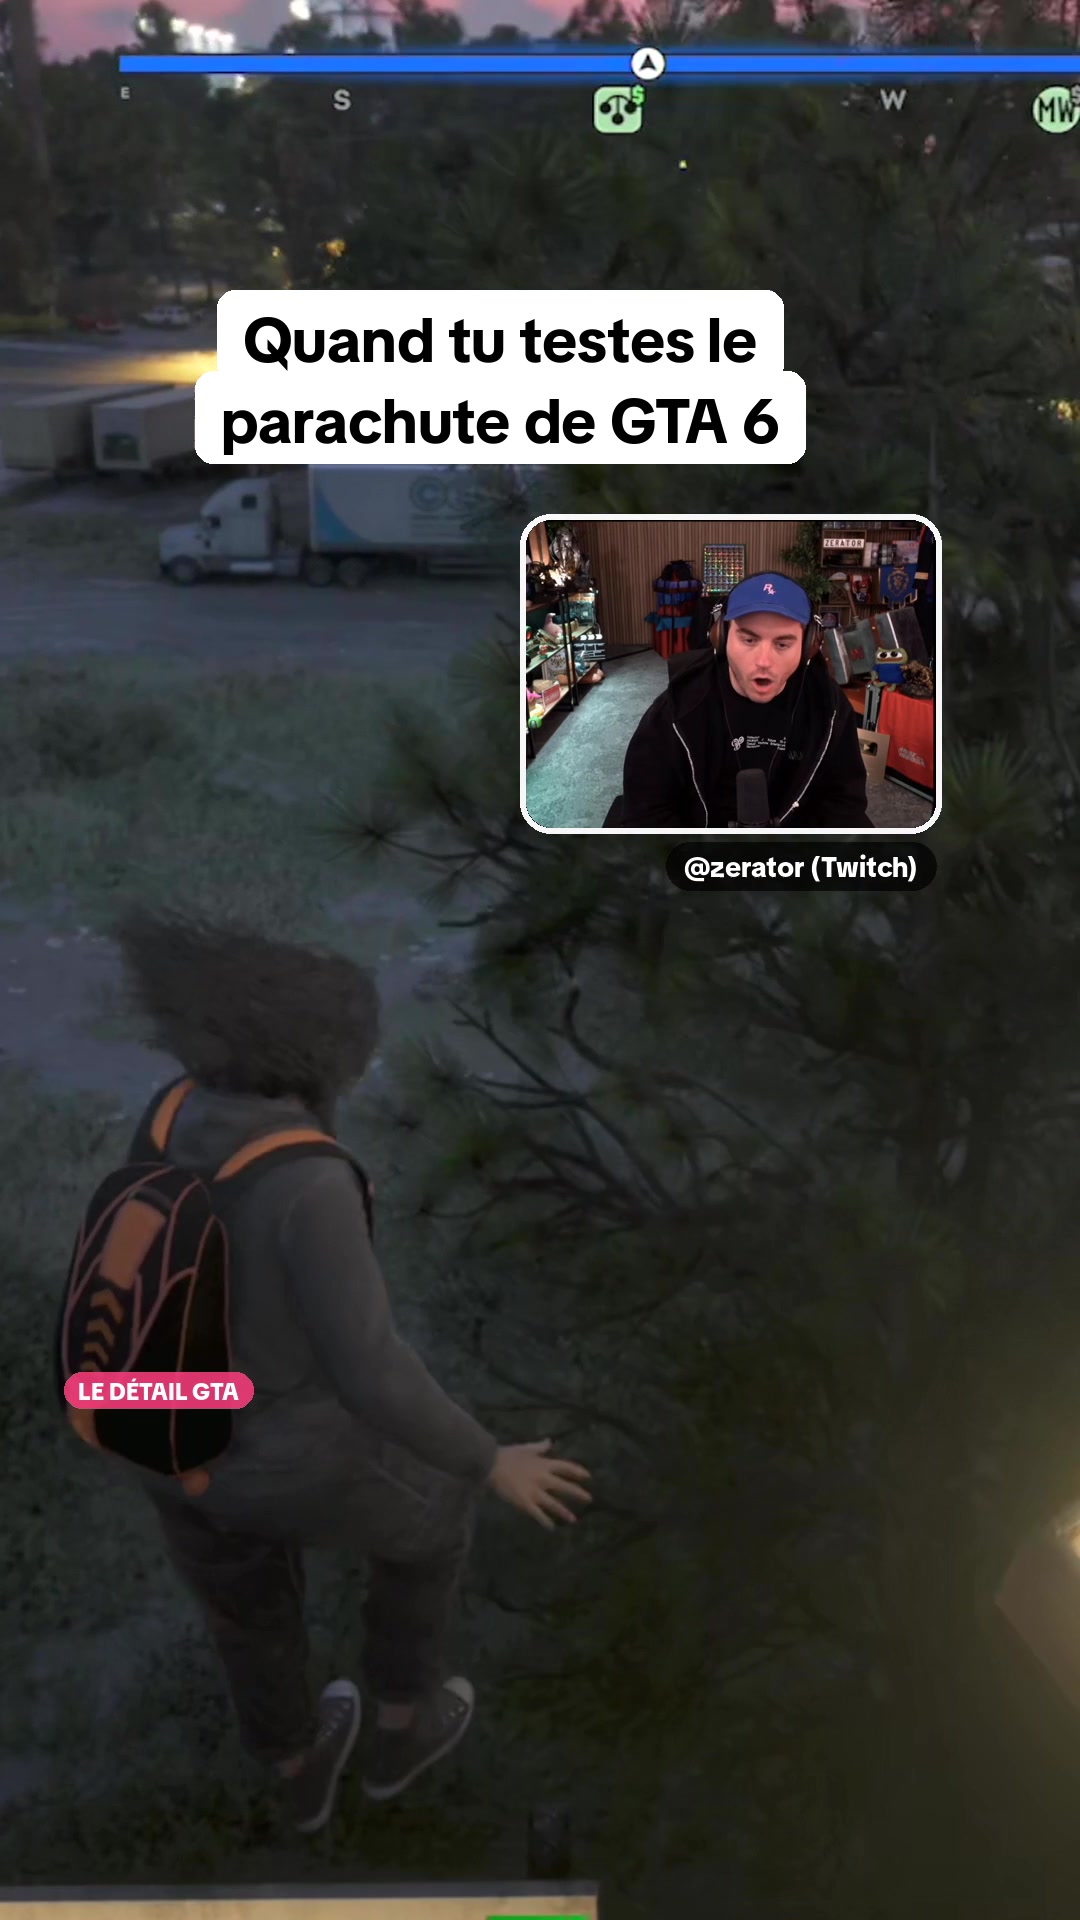 E
S
$
W
MW
Quand tu testes le
parachute de GTA 6
ZERATOR
@zerator (Twitch)
LE DÉTAIL GTA